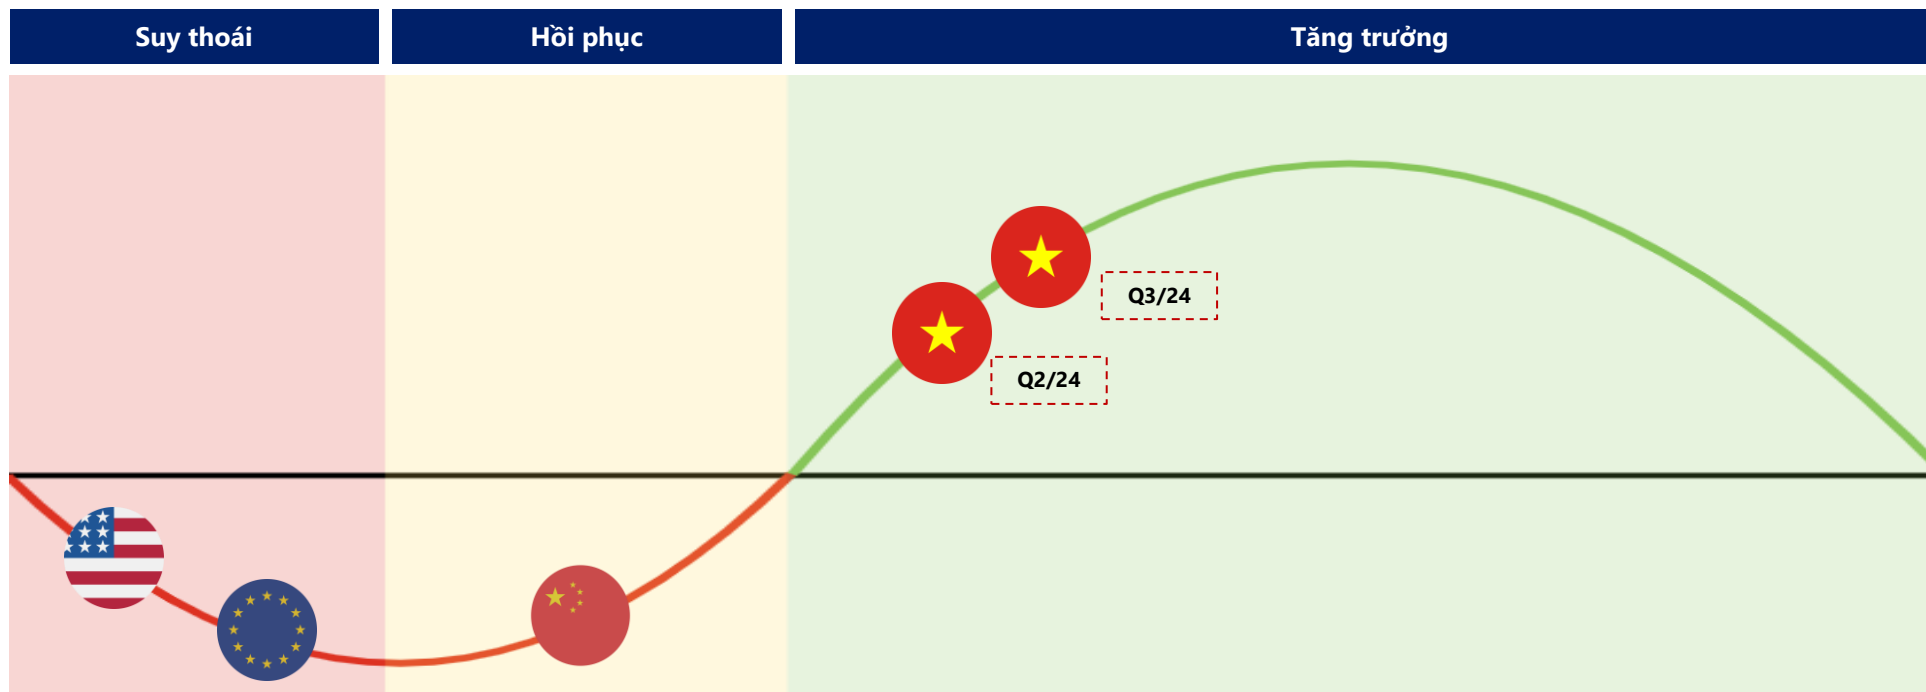 Suy thoái
Hồi phục
Tăng trưởng
Q3/24
Q2/24